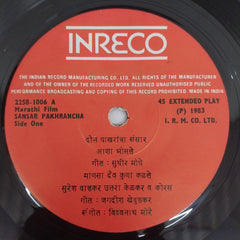 INRECO
THE INDIAN RECORD MANUFACTURING CO. LTD. ALL RIGHTS OF THE MANUFACTURER
AND OF THE OWNER OF THE RECORDED WORK RESERVED UNAUTHORISED PUBLIC
PERFORMANCE BROADCASTING AND COPYING OF THIS RECORD PROHIBITED MADE IN INDIA
2258-1006 A
Marathi Film
SANSAR PAKHRANCHA
Side One
45 EXTENDED PLAY
(P) 1983
I. R. M. CO. LTD.
दोन पाखरांचा संसार
आशा भोसले
गीत : सुधीर मोघे
माणसा देव कुणा कळले
सुरेश वाडकर उत्तरा केळकर व कोरस
गीत : जगदीश खेबुडकर
संगीत : विश्वनाथ मोरे